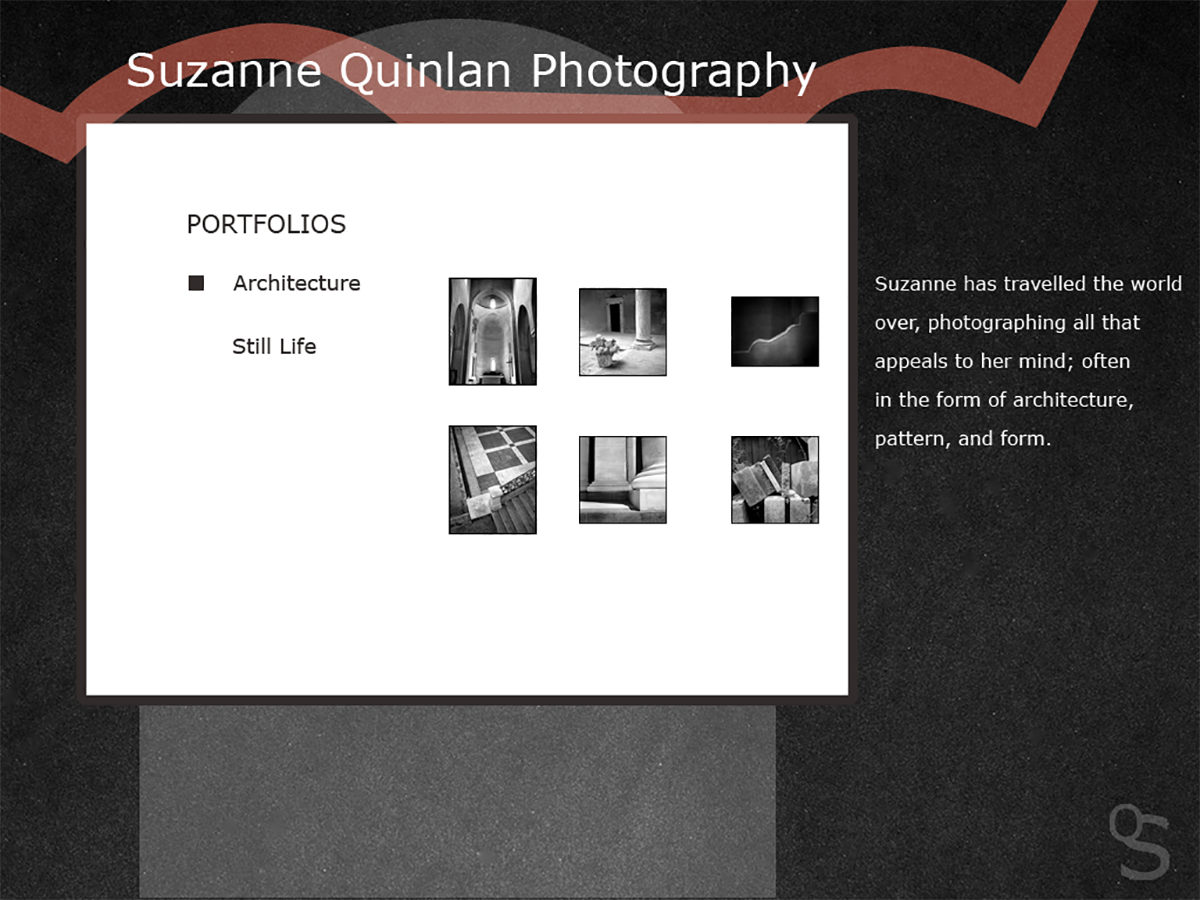 Suzanne Quinlan Photography
PORTFOLIOS
Architecture
Still Life
Suzanne has travelled the world
over, photographing all that
appeals to her mind; often
in the form of architecture,
pattern, and form.